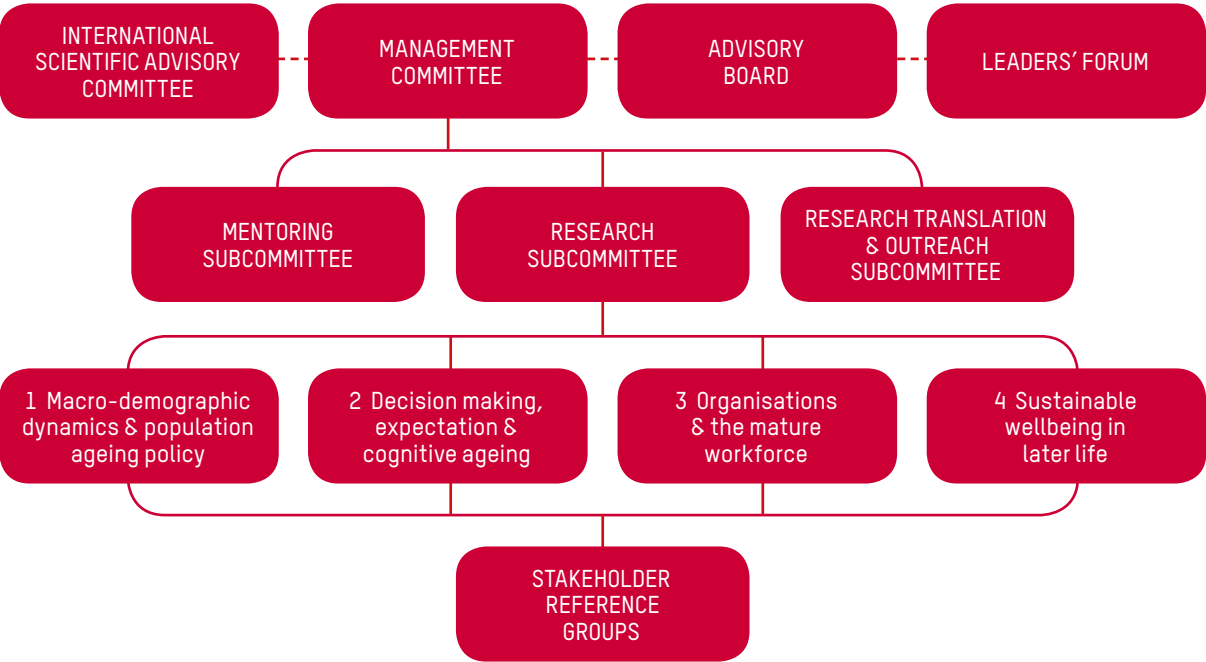 INTERNATIONAL
SCIENTIFIC ADVISORY
COMMITTEE
MANAGEMENT
COMMITTEE
ADVISORY
BOARD
LEADERS’ FORUM
MENTORING
SUBCOMMITTEE
RESEARCH
SUBCOMMITTEE
RESEARCH TRANSLATION
& OUTREACH
SUBCOMMITTEE
1 Macro-demographic
dynamics & population
ageing policy
2 Decision making,
expectation &
cognitive ageing
3 Organisations
& the mature
workforce
4 Sustainable
wellbeing in
later life
STAKEHOLDER
REFERENCE
GROUPS